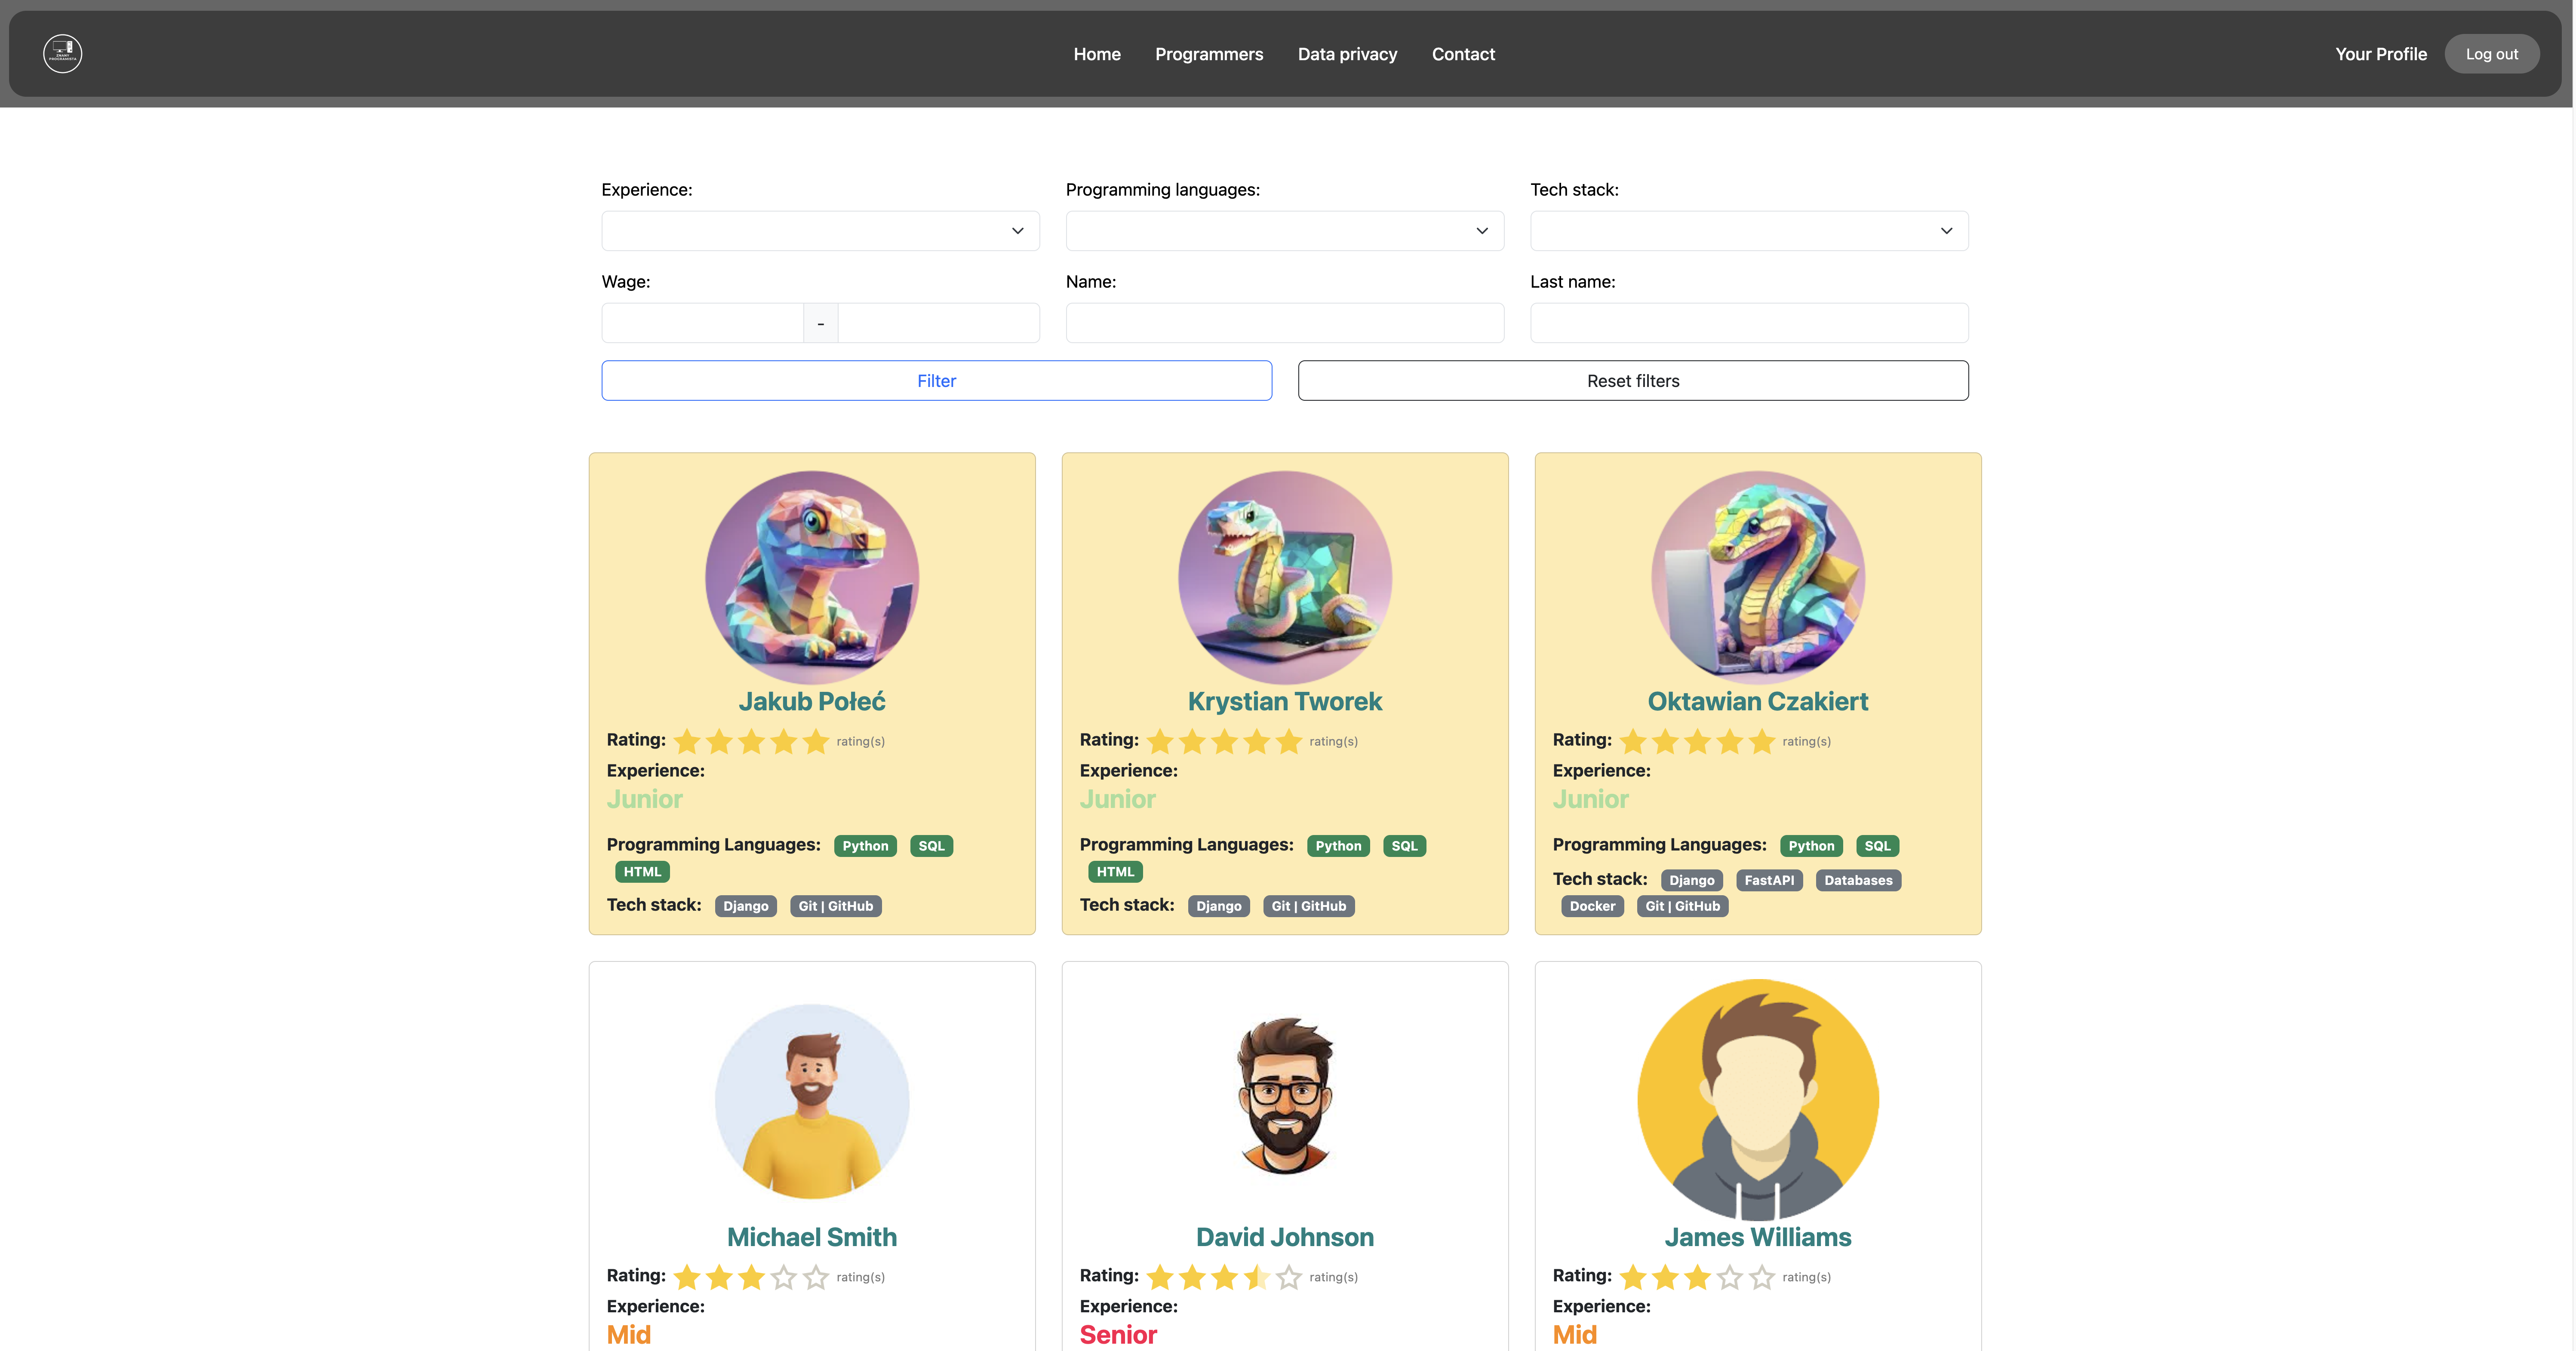 ZNANY
PROGRAMISTA
Home Programmers Data privacy Contact Your Profile Log out
Experience: Programming languages: Tech stack:
Wage: Name: Last name:
-
Filter Reset filters
Jakub Połeć Krystian Tworek Oktawian Czakiert
Rating: rating(s) Rating: rating(s) Rating: rating(s)
Experience: Experience: Experience:
Junior Junior Junior
Programming Languages: Python SQL
HTML
Tech stack: Django Git | GitHub
Programming Languages: Python SQL
HTML
Tech stack: Django Git | GitHub
Programming Languages: Python SQL
Tech stack: Django FastAPI Databases
Docker Git | GitHub
Michael Smith David Johnson James Williams
Rating: rating(s) Rating: rating(s) Rating: rating(s)
Experience: Experience: Experience:
Mid Senior Mid